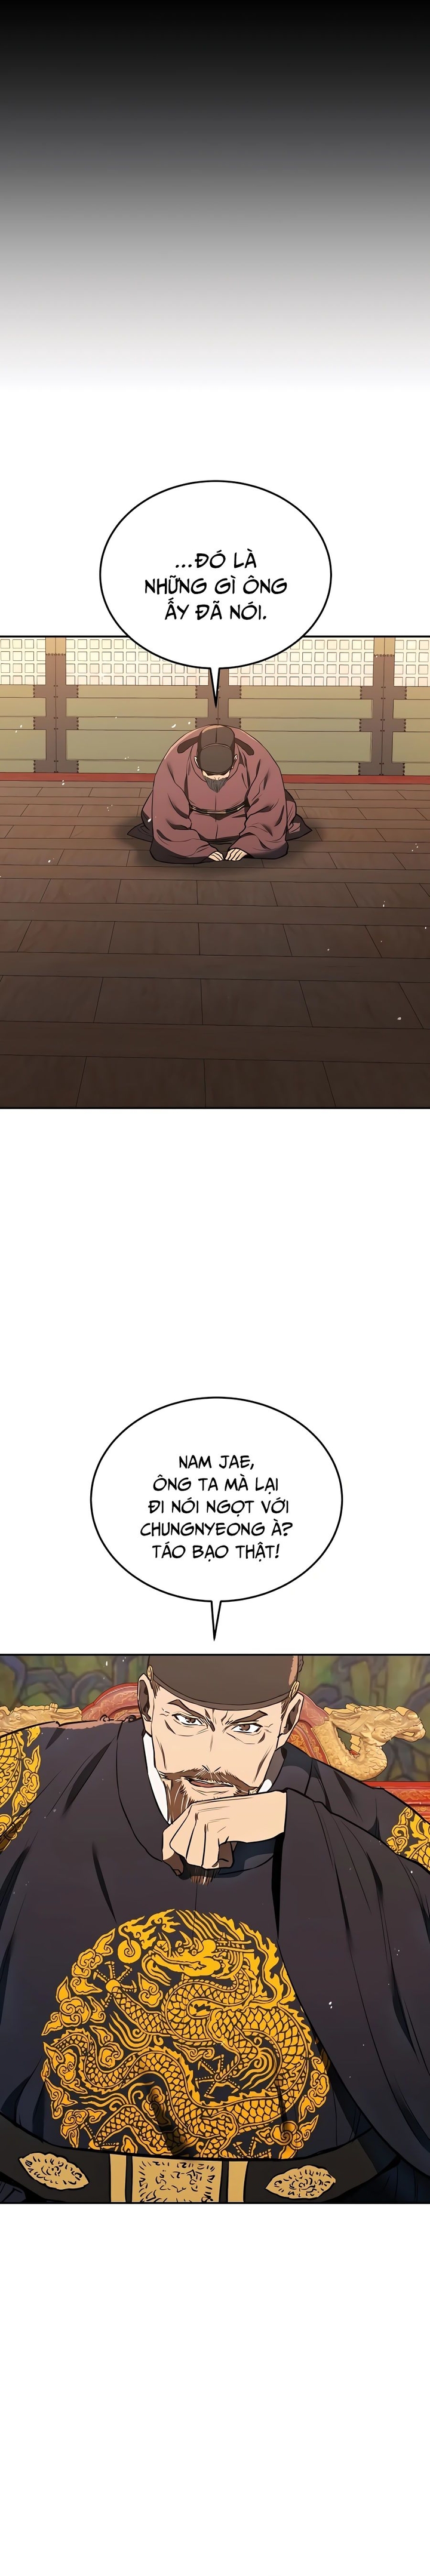 ...ĐÓ LÀ
NHỮNG GÌ ÔNG
ẤY ĐÃ NÓI.
NAM JAE,
ÔNG TA MÀ LẠI
ĐI NÓI NGỌT VỚI
CHUNGNYEONG À?
TÁO BẠO THẬT!